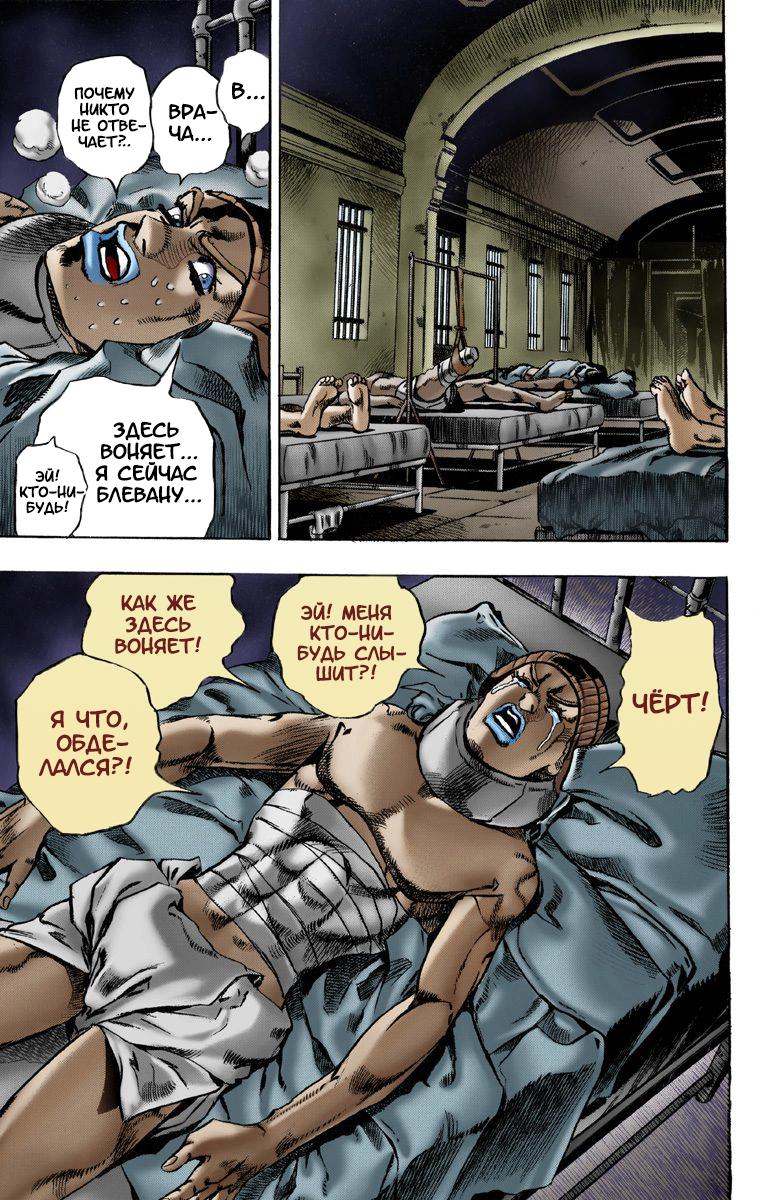 В...
ВРА-
ЧА...
ПОЧЕМУ
НИКТО
НЕ ОТВЕ-
ЧАЕТ?..
ЗДЕСЬ
ВОНЯЕТ...
Я СЕЙЧАС
БЛЕВАНУ...
ЭЙ!
КТО-НИ-
БУДЬ!
ЧЁРТ!
ЭЙ! МЕНЯ
КТО-НИ-
БУДЬ СЛЫ-
ШИТ?!
КАК ЖЕ
ЗДЕСЬ
ВОНЯЕТ!
Я ЧТО,
ОБДЕ-
ЛАЛСЯ?!